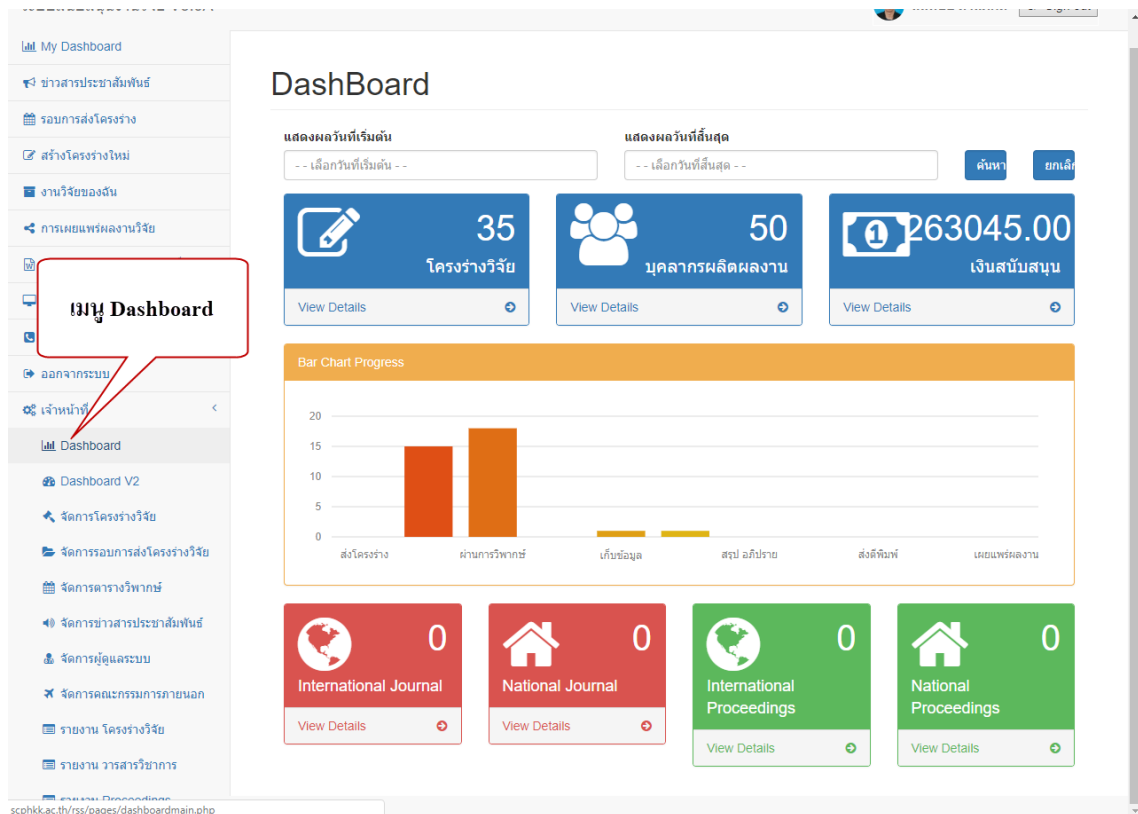 My Dashboard
ข่าวสารประชาสัมพันธ์
รอบการส่งโครงร่าง
สร้างโครงร่างใหม่
งานวิจัยของฉัน
การเผยแพร่ผลงานวิจัย
เมนู Dashboard
ออกจากระบบ
เจ้าหน้าที่
Dashboard
Dashboard V2
จัดการโครงร่างวิจัย
จัดการรอบการส่งโครงร่างวิจัย
จัดการตารางวิพากษ์
จัดการข่าวสารประชาสัมพันธ์
จัดการผู้ดูแลระบบ
จัดการคณะกรรมการภายนอก
รายงาน โครงร่างวิจัย
รายงาน วารสารวิชาการ
รายงาน Proceedings
scphkk.ac.th/rss/pages/dashboardmain.php
DashBoard
แสดงผลวันที่เริ่มต้น
แสดงผลวันที่สิ้นสุด
- - เลือกวันที่เริ่มต้น - -
- - เลือกวันที่สิ้นสุด - -
ค้นหา
ยกเลิก
35
โครงร่างวิจัย
View Details
50
บุคลากรผลิตผลงาน
View Details
1
263045.00
เงินสนับสนุน
View Details
Bar Chart Progress
20
15
10
5
0
ส่งโครงร่าง
ผ่านการวิพากษ์
เก็บข้อมูล
สรุป อภิปราย
ส่งตีพิมพ์
เผยแพร่ผลงาน
0
International Journal
View Details
0
National Journal
View Details
0
International
Proceedings
View Details
0
National
Proceedings
View Details